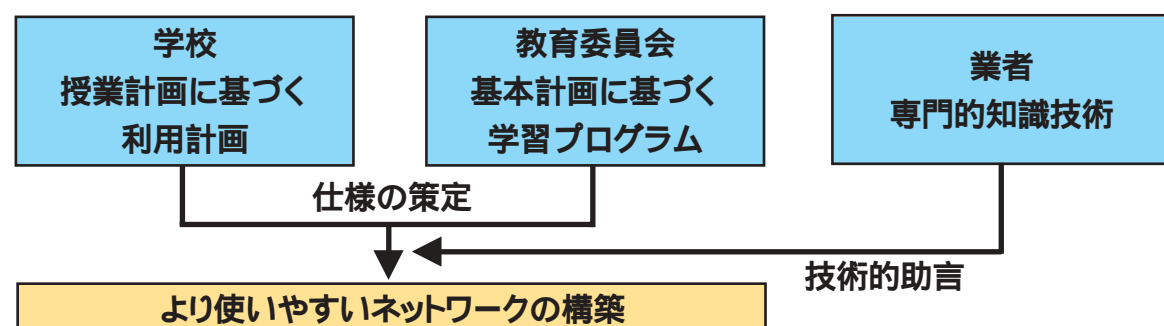 学校
授業計画に基づく
利用計画
教育委員会
基本計画に基づく
学習プログラム
業者
専門的知識技術
仕様の策定
技術的助言
より使いやすいネットワークの構築